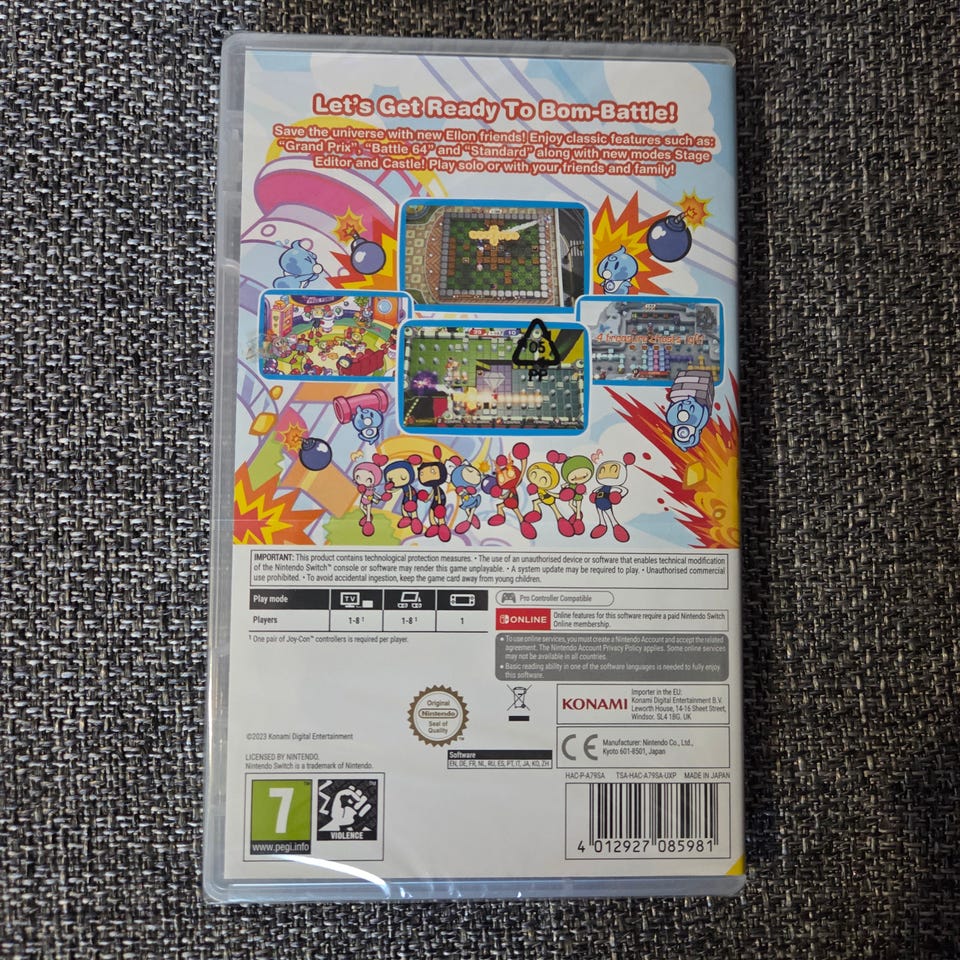 Let's Get Ready To Bom-Battle!
Save the universe with new Ellon friends! Enjoy classic features such as:
"Grand Prix", "Battle 64" and "Standard" along with new modes Stage
Editor and Castle! Play solo or with your friends and family!
05
PP
IMPORTANT: This product contains technological protection measures. • The use of an unauthorised device or software that enables technical modification
of the Nintendo Switch™ console or software may render this game unplayable. • A system update may be required to play. • Unauthorised commercial
use prohibited. • To avoid accidental ingestion, keep the game card away from young children.
Play mode TV
Players 1-8 ¹ 1-8 ¹ 1
¹ One pair of Joy-Con™ controllers is required per player.
Pro Controller Compatible
ONLINE
Online features for this software require a paid Nintendo Switch
Online membership.
• To use online services, you must create a Nintendo Account and accept the related
agreement. The Nintendo Account Privacy Policy applies. Some online services
may not be available in all countries.
• Basic reading ability in one of the software languages is needed to fully enjoy
this software.
Original
Nintendo
Seal of
Quality
KONAMI
Importer in the EU:
Konami Digital Entertainment B.V.
Leworth House, 14-16 Sheet Street,
Windsor. SL4 1BG. UK
©2023 Konami Digital Entertainment
LICENSED BY NINTENDO.
Nintendo Switch is a trademark of Nintendo.
Software
EN, DE, FR, NL, RU, ES, PT, IT, JA, KO, ZH
CE
Manufacturer: Nintendo Co., Ltd.,
Kyoto 601-8501, Japan
HAC-P-A79SA TSA-HAC-A79SA-UXP MADE IN JAPAN
7
www.pegi.info
VIOLENCE
4 012927 085981